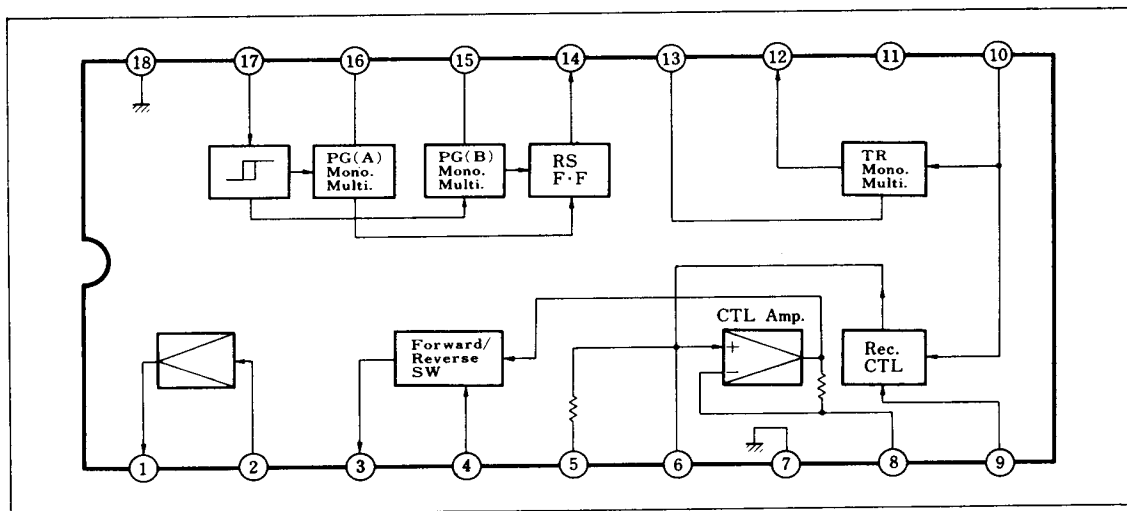 18 17 16 15 14 13 12 11 10
PG(A)
Mono.
Multi.
PG(B)
Mono.
Multi.
RS
F·F
TR
Mono.
Multi.
CTL Amp.
Forward/
Reverse
SW
+
−
Rec.
CTL
1 2 3 4 5 6 7 8 9